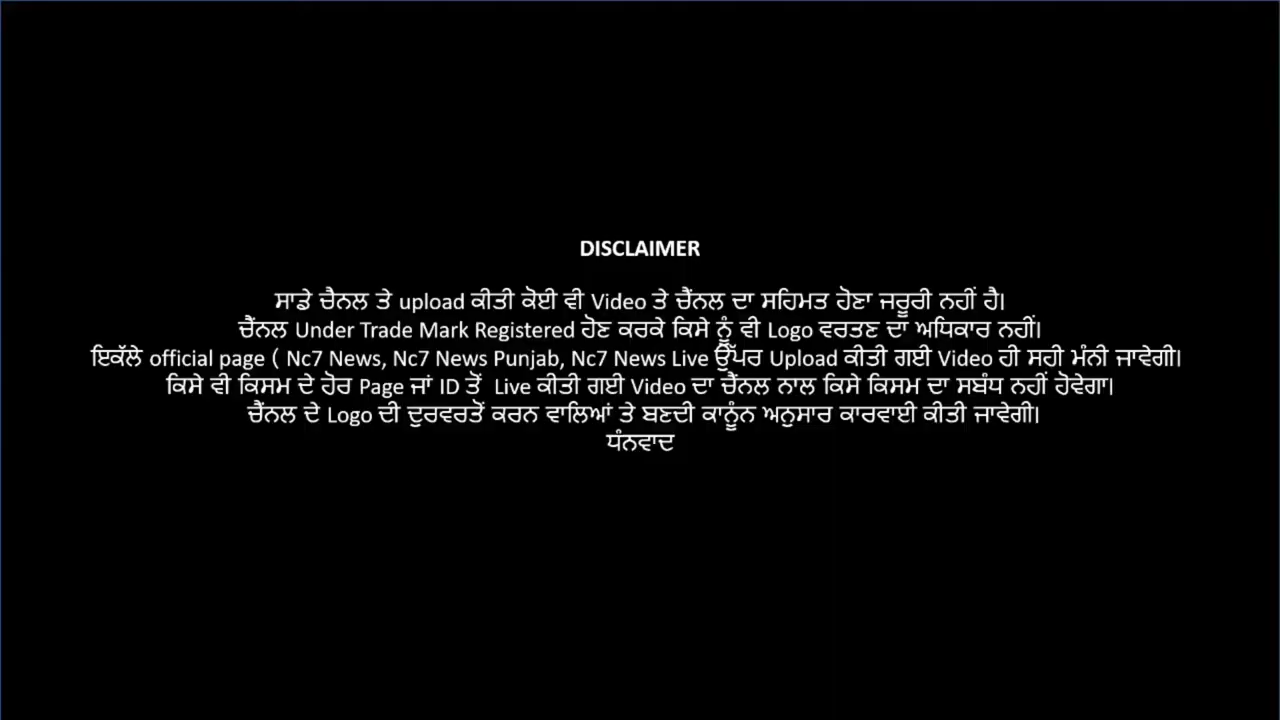 DISCLAIMER
ਸਾਡੇ ਚੈਨਲ ਤੇ upload ਕੀਤੀ ਕੋਈ ਵੀ Video ਤੇ ਚੈਂਨਲ ਦਾ ਸਹਿਮਤ ਹੋਣਾ ਜਰੂਰੀ ਨਹੀਂ ਹੈ।
ਚੈਂਨਲ Under Trade Mark Registered ਹੋਣ ਕਰਕੇ ਕਿਸੇ ਨੂੰ ਵੀ Logo ਵਰਤਣ ਦਾ ਅਧਿਕਾਰ ਨਹੀਂ।
ਇਕੱਲੇ official page ( Nc7 News, Nc7 News Punjab, Nc7 News Live ਉੱਪਰ Upload ਕੀਤੀ ਗਈ Video ਹੀ ਸਹੀ ਮੰਨੀ ਜਾਵੇਗੀ।
ਕਿਸੇ ਵੀ ਕਿਸਮ ਦੇ ਹੋਰ Page ਜਾਂ ID ਤੋਂ Live ਕੀਤੀ ਗਈ Video ਦਾ ਚੈਂਨਲ ਨਾਲ ਕਿਸੇ ਕਿਸਮ ਦਾ ਸਬੰਧ ਨਹੀਂ ਹੋਵੇਗਾ।
ਚੈਂਨਲ ਦੇ Logo ਦੀ ਦੁਰਵਰਤੋਂ ਕਰਨ ਵਾਲਿਆਂ ਤੇ ਬਣਦੀ ਕਾਨੂੰਨ ਅਨੁਸਾਰ ਕਾਰਵਾਈ ਕੀਤੀ ਜਾਵੇਗੀ।
ਧੰਨਵਾਦ